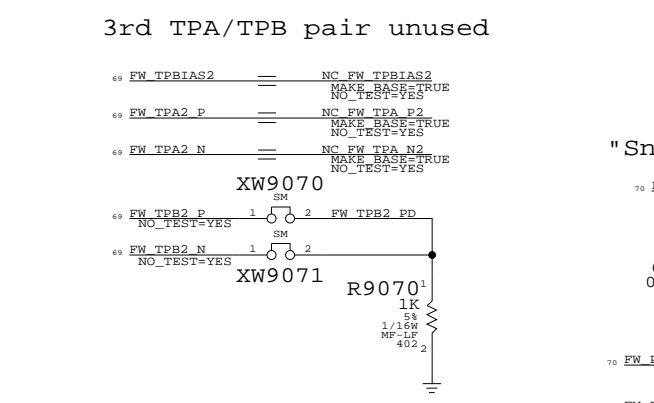 3rd TPA/TPB pair unused
69 FW_TPBIAS2 NC_FW_TPBIAS2
MAKE_BASE=TRUE
NO_TEST=YES
69 FW_TPA2_P NC_FW_TPA_P2
MAKE_BASE=TRUE
NO_TEST=YES
69 FW_TPA2_N NC_FW_TPA_N2
MAKE_BASE=TRUE
NO_TEST=YES
XW9070
SM
69 FW_TPB2_P 1 2 FW_TPB2_PD
NO_TEST=YES
SM
69 FW_TPB2_N 1 2
NO_TEST=YES
XW9071
R9070 1
1K
5%
1/16W
MF-LF
402 2
"Sn
70
0
70 FW_P